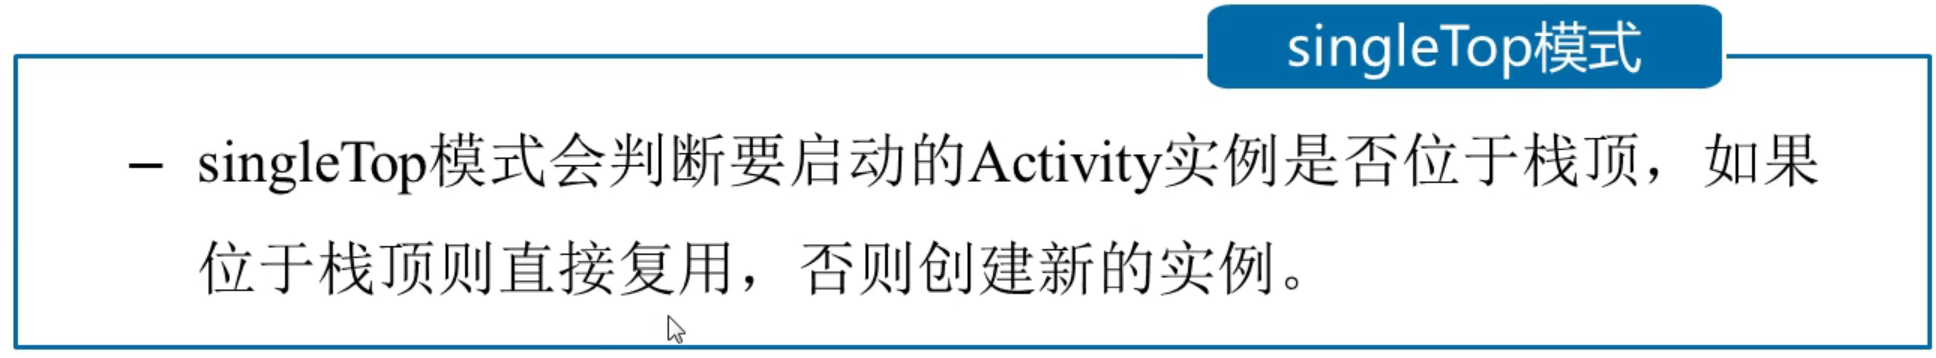 singleTop模式
– singleTop模式会判断要启动的Activity实例是否位于栈顶，如果
位于栈顶则直接复用，否则创建新的实例。